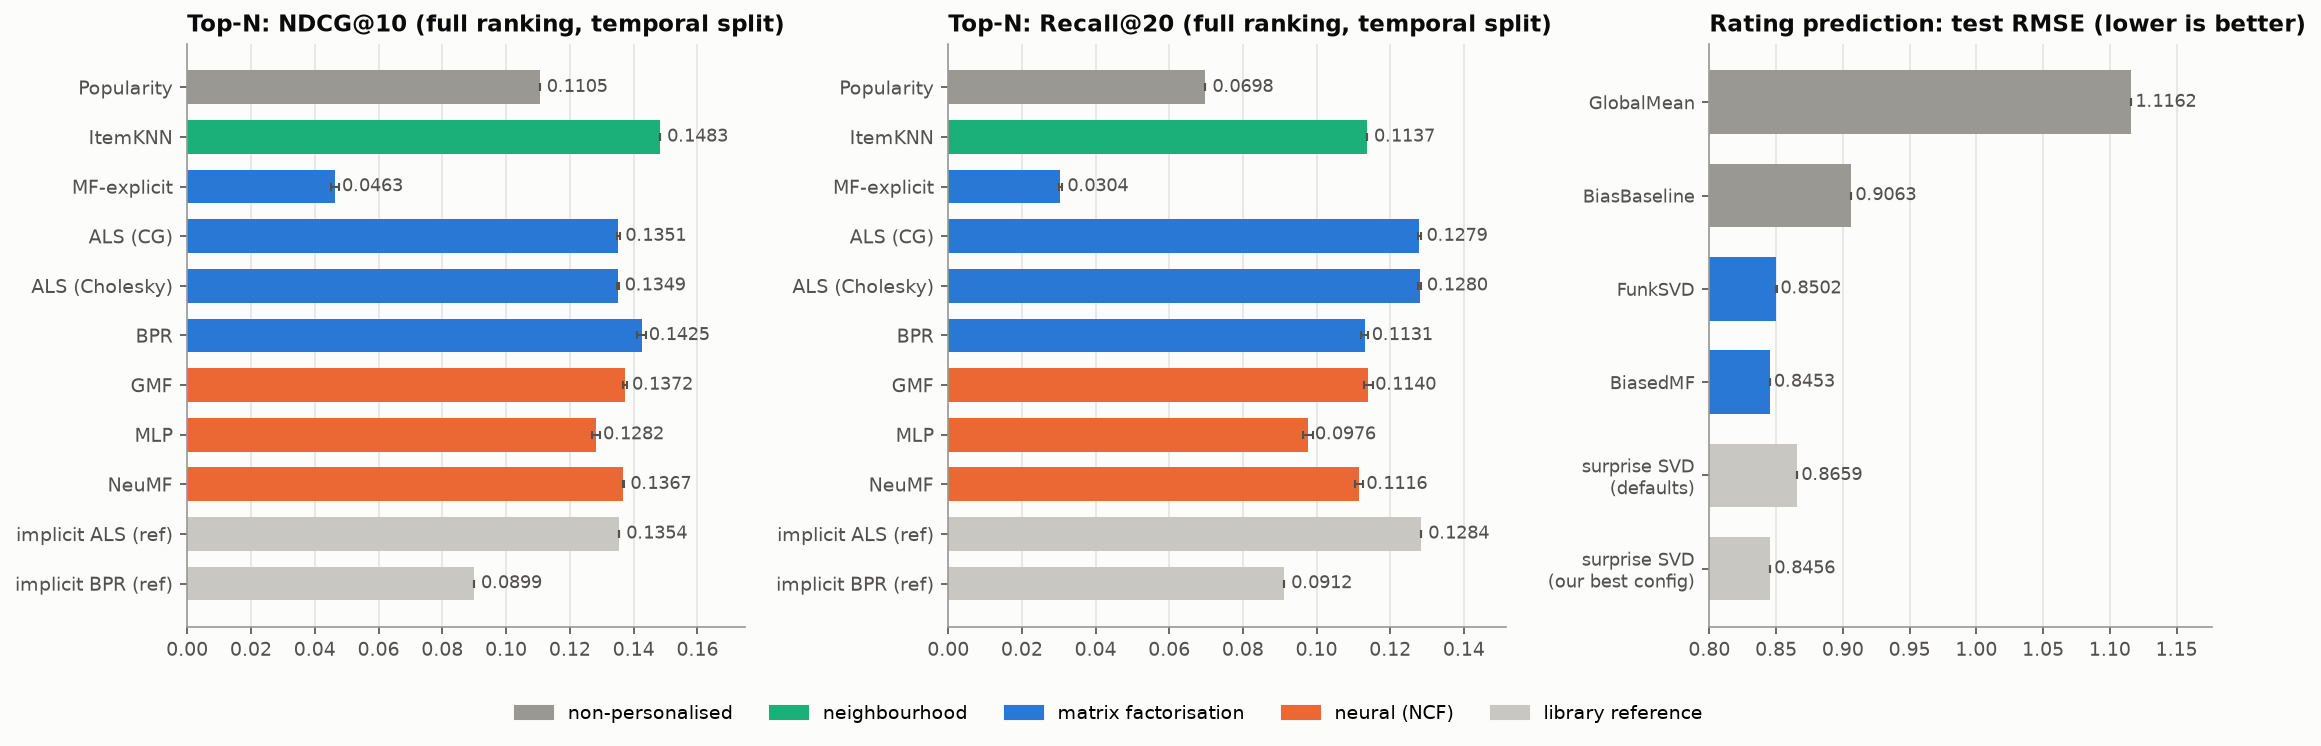 Top-N: NDCG@10 (full ranking, temporal split)
Popularity
0.1105
ItemKNN
0.1483
MF-explicit
0.0463
ALS (CG)
0.1351
ALS (Cholesky)
0.1349
BPR
0.1425
GMF
0.1372
MLP
0.1282
NeuMF
0.1367
implicit ALS (ref)
0.1354
implicit BPR (ref)
0.0899
0.00 0.02 0.04 0.06 0.08 0.10 0.12 0.14 0.16
Top-N: Recall@20 (full ranking, temporal split)
Popularity
0.0698
ItemKNN
0.1137
MF-explicit
0.0304
ALS (CG)
0.1279
ALS (Cholesky)
0.1280
BPR
0.1131
GMF
0.1140
MLP
0.0976
NeuMF
0.1116
implicit ALS (ref)
0.1284
implicit BPR (ref)
0.0912
0.00 0.02 0.04 0.06 0.08 0.10 0.12 0.14
Rating prediction: test RMSE (lower is better)
GlobalMean
1.1162
BiasBaseline
0.9063
FunkSVD
0.8502
BiasedMF
0.8453
surprise SVD
(defaults)
0.8659
surprise SVD
(our best config)
0.8456
0.80 0.85 0.90 0.95 1.00 1.05 1.10 1.15
non-personalised
neighbourhood
matrix factorisation
neural (NCF)
library reference